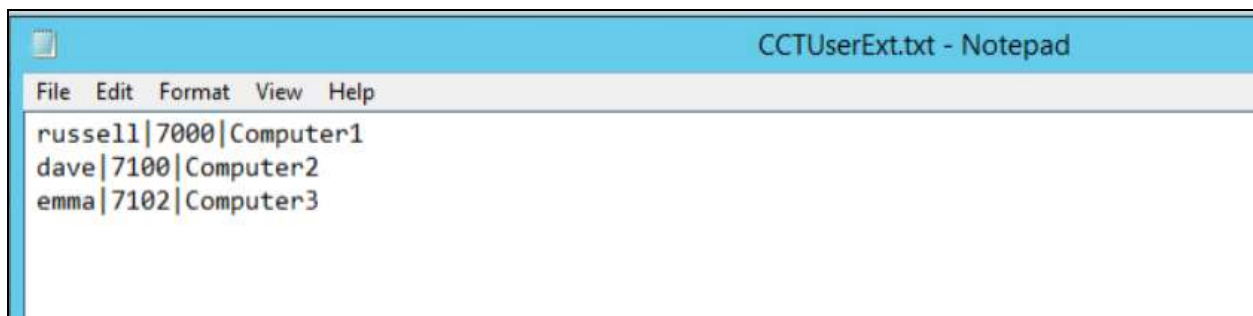 CCTUserExt.txt - Notepad
File Edit Format View Help
russell|7000|Computer1
dave|7100|Computer2
emma|7102|Computer3